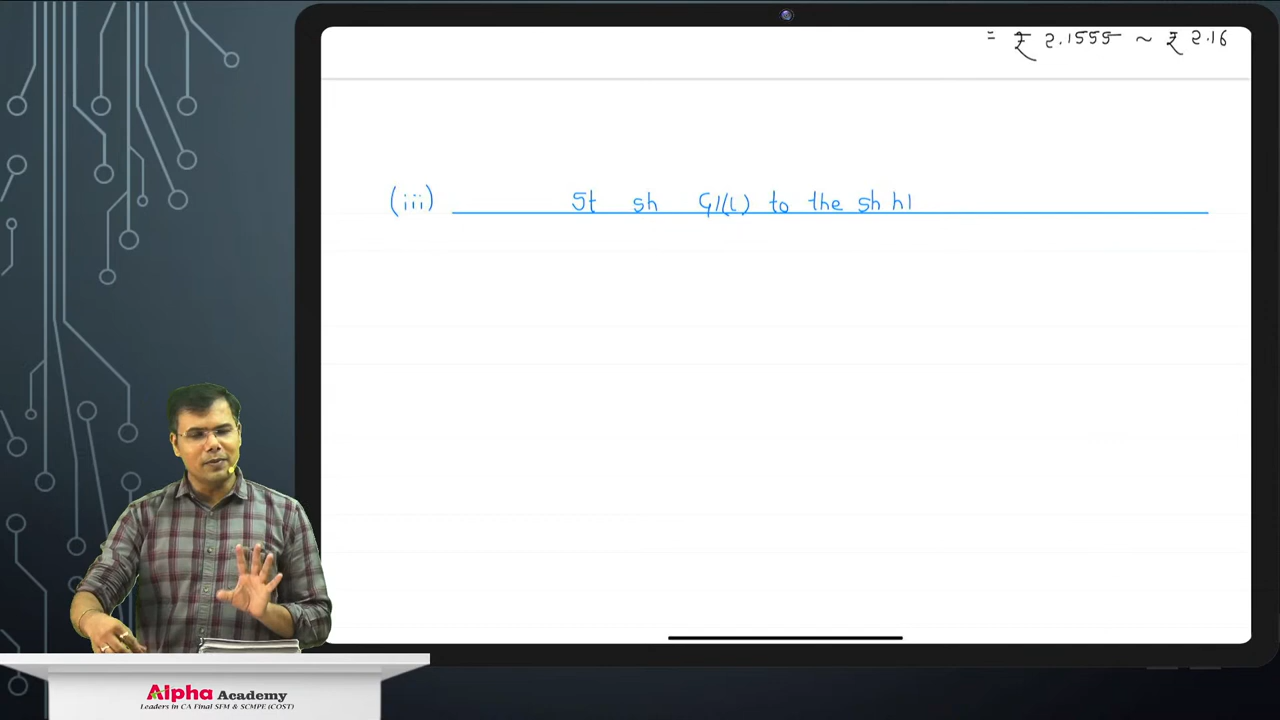 = ₹ 2.1555 ~ ₹ 2.16
(iii) St sh G/(L) to the sh hl
Alpha Academy
Leaders in CA Final SFM & SCMPE (COST)